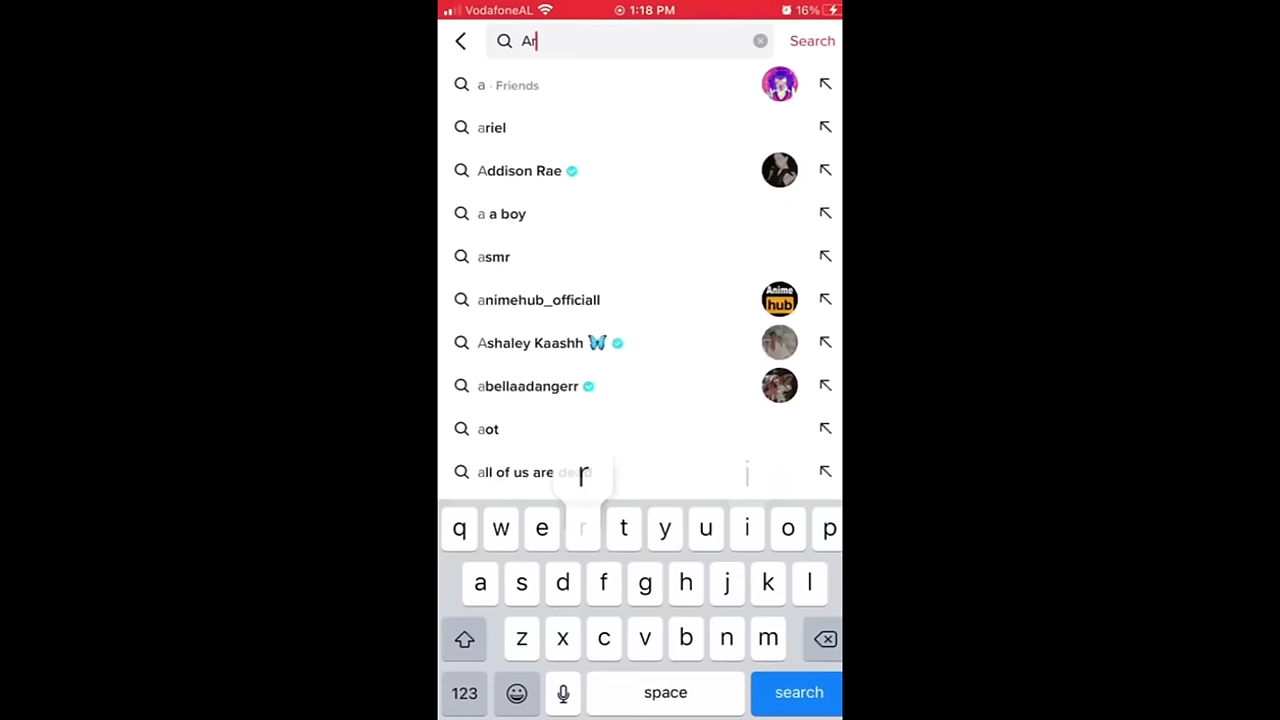 VodafoneAL 1:18 PM 16%
Ar Search
a · Friends
ariel
Addison Rae
a a boy
asmr
animehub_officiall
Anime
hub
Ashaley Kaashh 🦋
abellaadangerr
aot
all of us are dead
r i
q w e r t y u i o p
a s d f g h j k l
z x c v b n m
123 space search